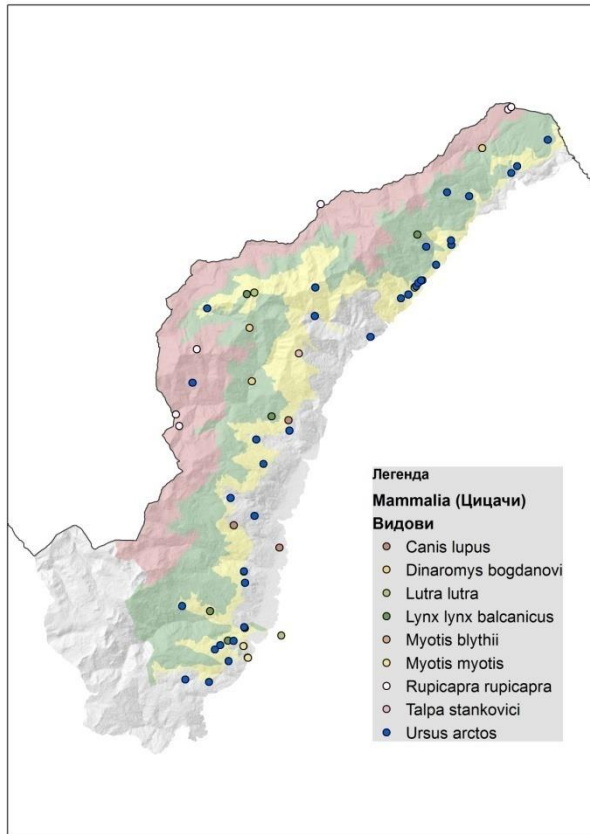 Легенда
Mammalia (Цицачи)
Видови
Canis lupus
Dinaromys bogdanovi
Lutra lutra
Lynx lynx balcanicus
Myotis blythii
Myotis myotis
Rupicapra rupicapra
Talpa stankovici
Ursus arctos